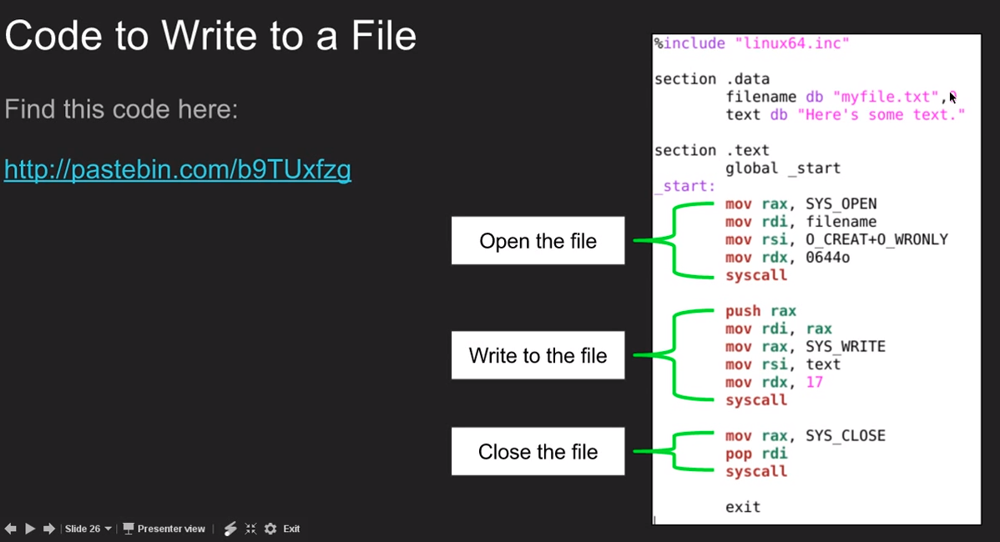 Code to Write to a File
Find this code here:
http://pastebin.com/b9TUxfzg
Open the file
Write to the file
Close the file
%include "linux64.inc"
section .data
filename db "myfile.txt",
text db "Here's some text."
section .text
global _start
_start:
mov rax, SYS_OPEN
mov rdi, filename
mov rsi, O_CREAT+O_WRONLY
mov rdx, 0644o
syscall
push rax
mov rdi, rax
mov rax, SYS_WRITE
mov rsi, text
mov rdx, 17
syscall
mov rax, SYS_CLOSE
pop rdi
syscall
exit
Slide 26
Presenter view
Exit